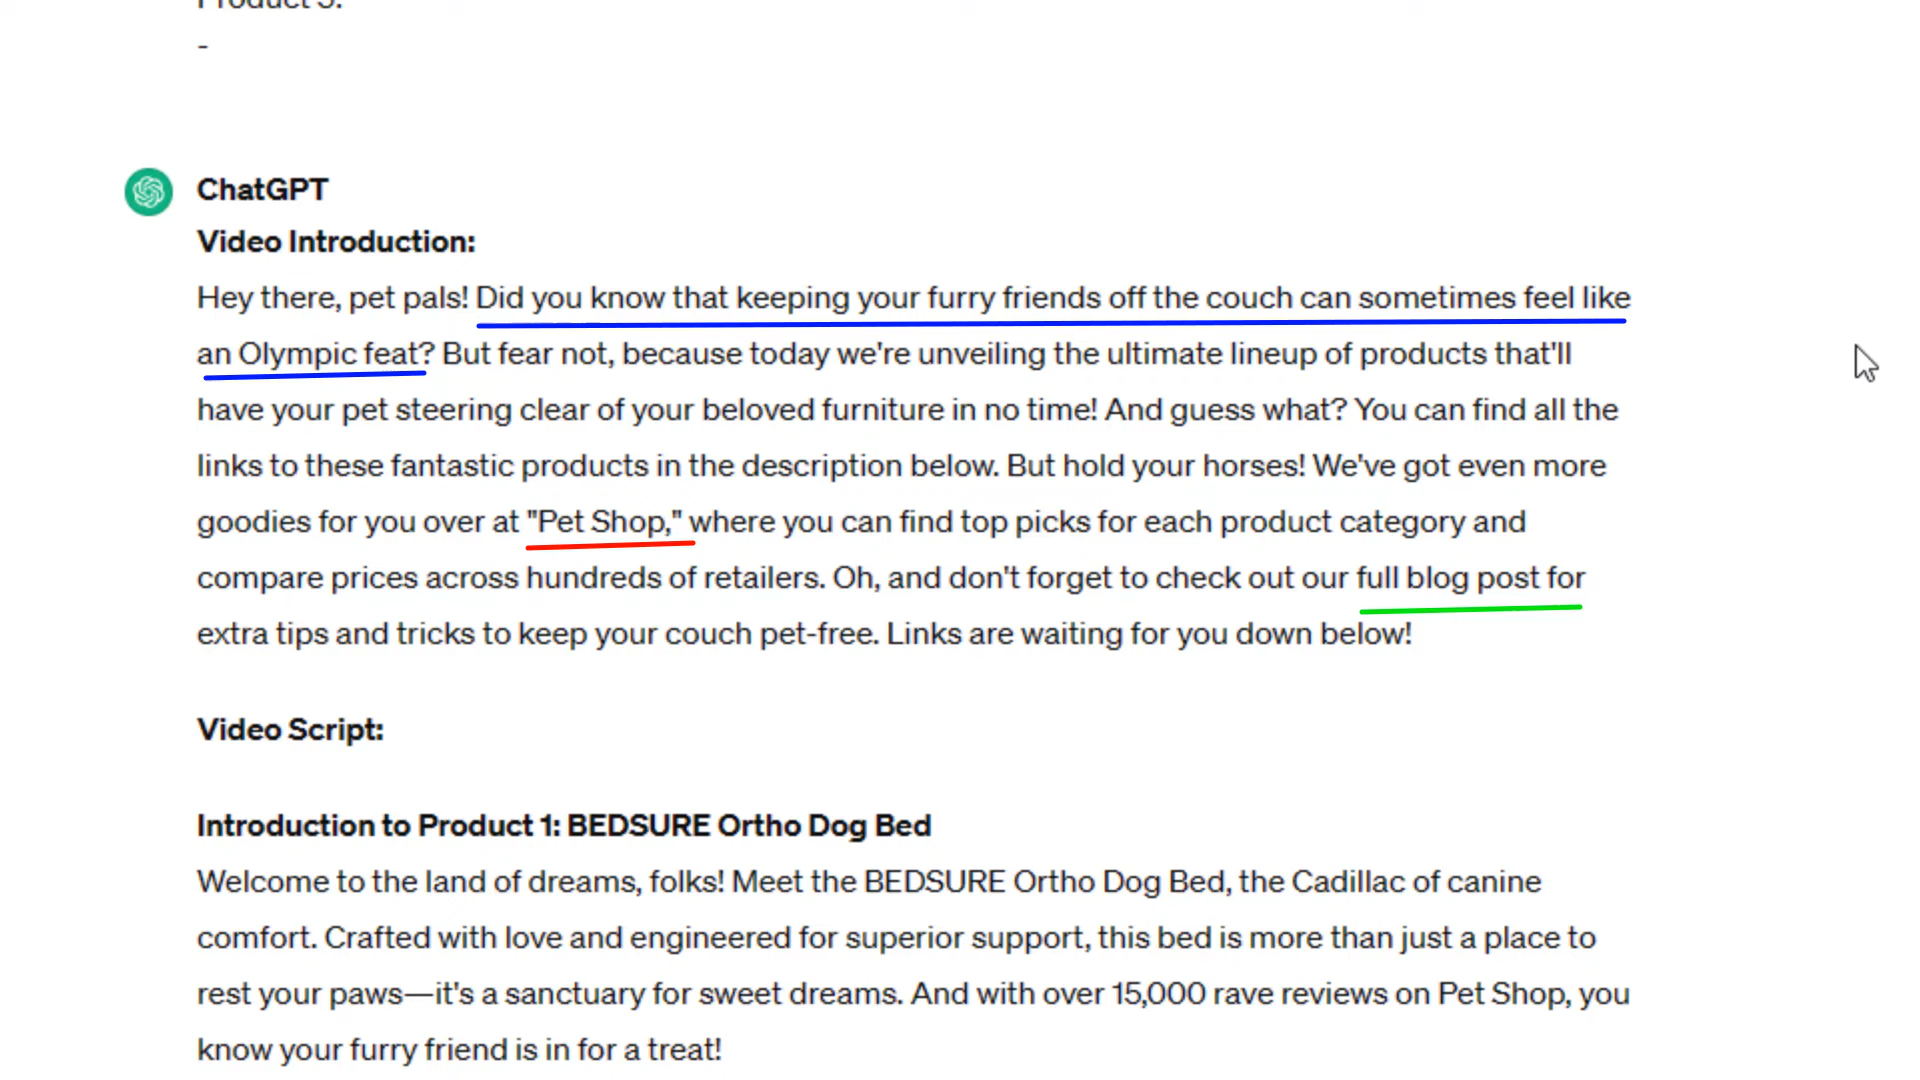 -
ChatGPT
Video Introduction:
Hey there, pet pals! Did you know that keeping your furry friends off the couch can sometimes feel like
an Olympic feat? But fear not, because today we're unveiling the ultimate lineup of products that'll
have your pet steering clear of your beloved furniture in no time! And guess what? You can find all the
links to these fantastic products in the description below. But hold your horses! We've got even more
goodies for you over at "Pet Shop," where you can find top picks for each product category and
compare prices across hundreds of retailers. Oh, and don't forget to check out our full blog post for
extra tips and tricks to keep your couch pet-free. Links are waiting for you down below!
Video Script:
Introduction to Product 1: BEDSURE Ortho Dog Bed
Welcome to the land of dreams, folks! Meet the BEDSURE Ortho Dog Bed, the Cadillac of canine
comfort. Crafted with love and engineered for superior support, this bed is more than just a place to
rest your paws—it's a sanctuary for sweet dreams. And with over 15,000 rave reviews on Pet Shop, you
know your furry friend is in for a treat!